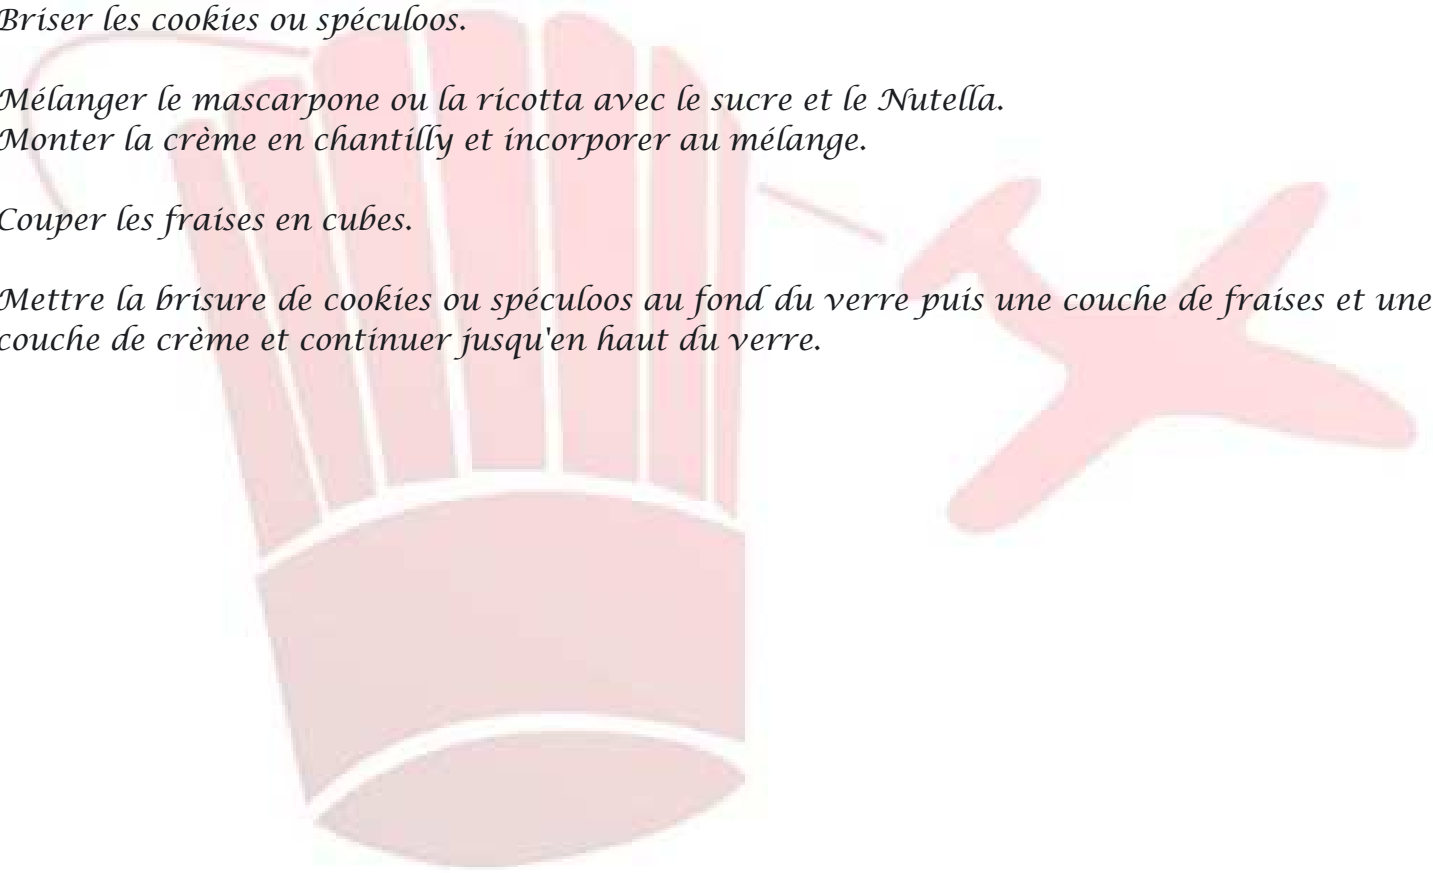 Briser les cookies ou spéculoos.
Mélanger le mascarpone ou la ricotta avec le sucre et le Nutella.
Monter la crème en chantilly et incorporer au mélange.
Couper les fraises en cubes.
Mettre la brisure de cookies ou spéculoos au fond du verre puis une couche de fraises et une
couche de crème et continuer jusqu'en haut du verre.